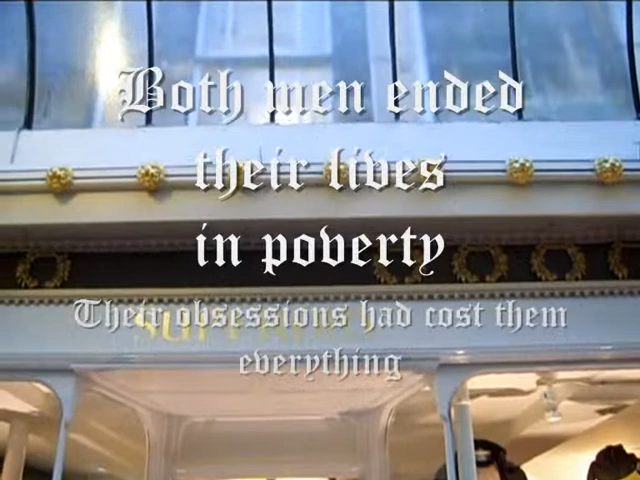 Both men ended
their lives
in poverty
Their obsessions had cost them
everything